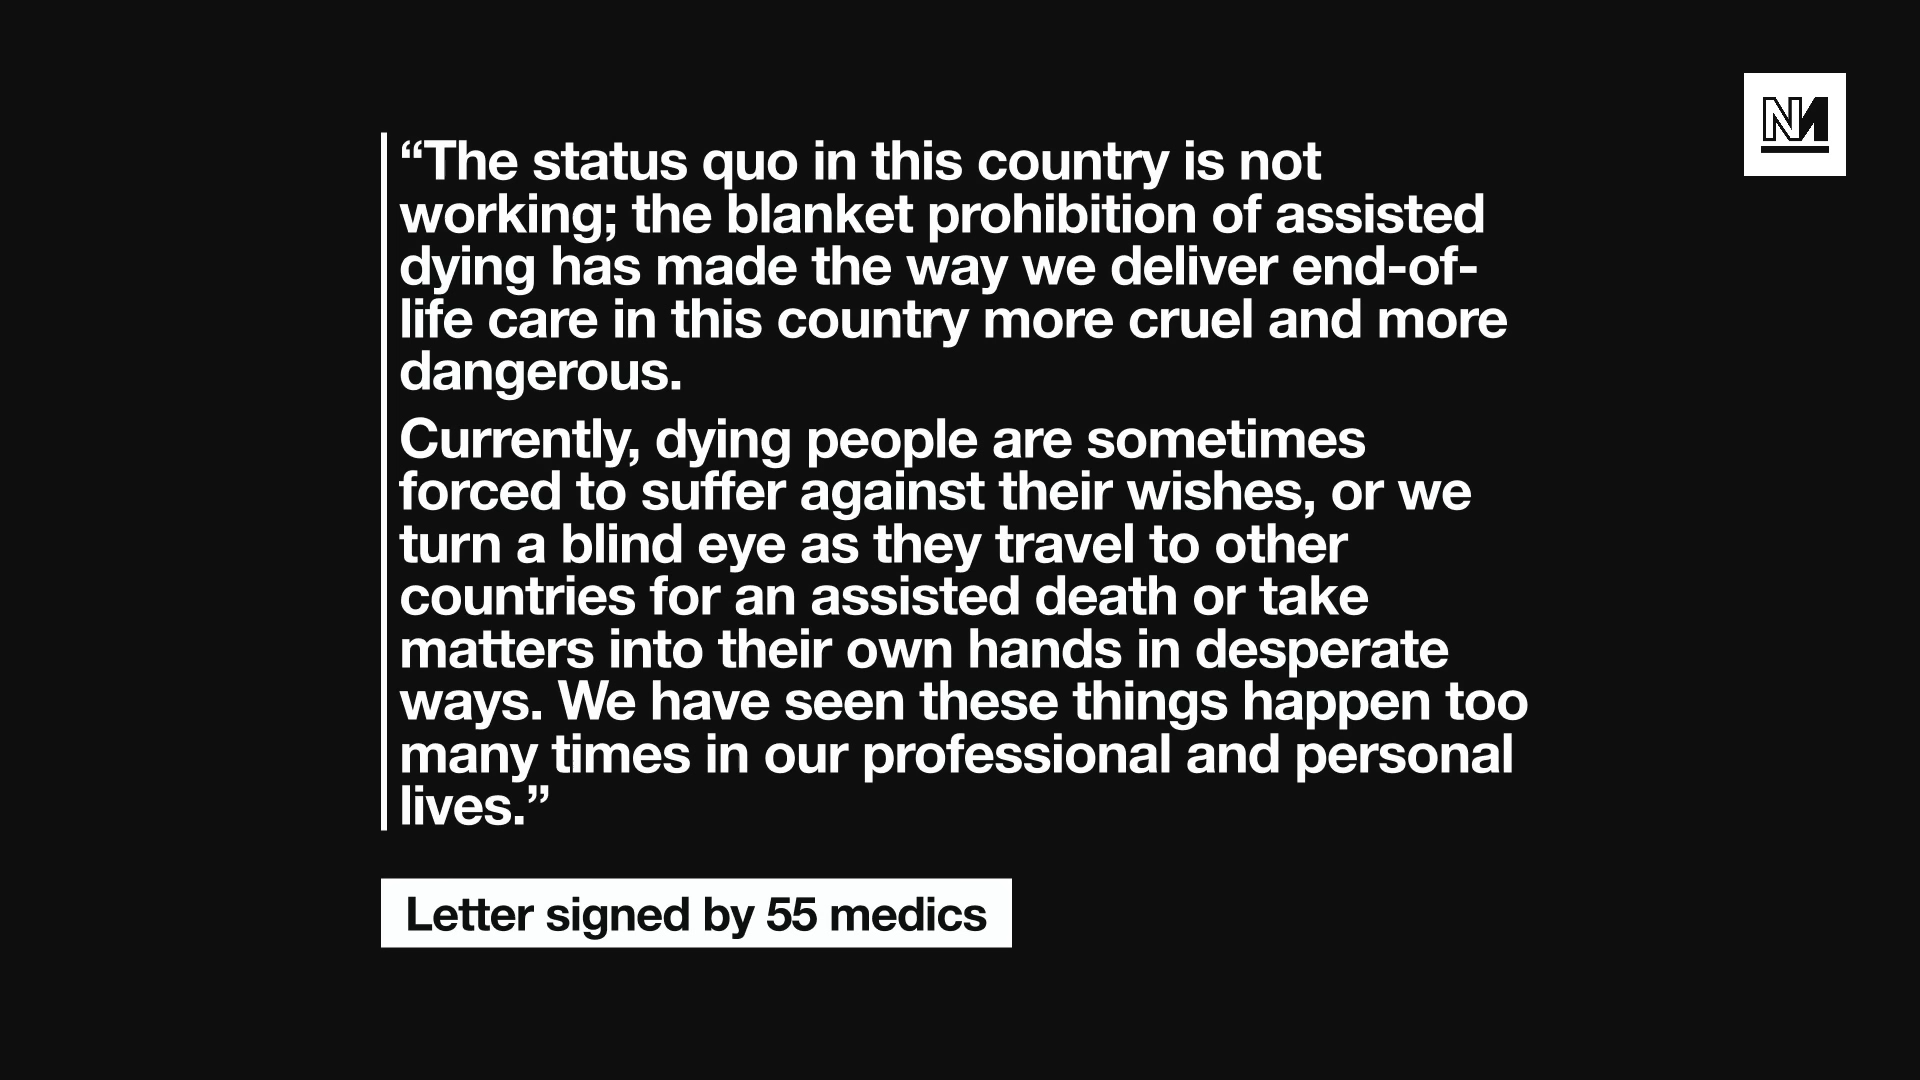 “The status quo in this country is not
working; the blanket prohibition of assisted
dying has made the way we deliver end-of-
life care in this country more cruel and more
dangerous.
Currently, dying people are sometimes
forced to suffer against their wishes, or we
turn a blind eye as they travel to other
countries for an assisted death or take
matters into their own hands in desperate
ways. We have seen these things happen too
many times in our professional and personal
lives.”
Letter signed by 55 medics
NM